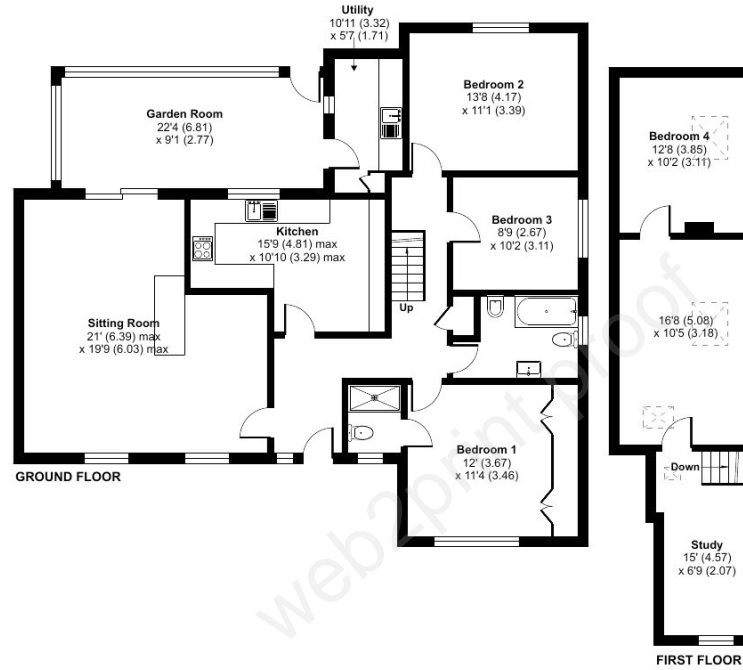 Utility
10'11 (3.32)
x 5'7 (1.71)
Garden Room
22'4 (6.81)
x 9'1 (2.77)
Bedroom 2
13'8 (4.17)
x 11'1 (3.39)
Bedroom 4
12'8 (3.85)
x 10'2 (3.11)
Kitchen
15'9 (4.81) max
x 10'10 (3.29) max
Bedroom 3
8'9 (2.67)
x 10'2 (3.11)
Up
Sitting Room
21' (6.39) max
x 19'9 (6.03) max
16'8 (5.08)
x 10'5 (3.18)
Bedroom 1
12' (3.67)
x 11'4 (3.46)
Down
GROUND FLOOR
Study
15' (4.57)
x 6'9 (2.07)
FIRST FLOOR
web2print proof